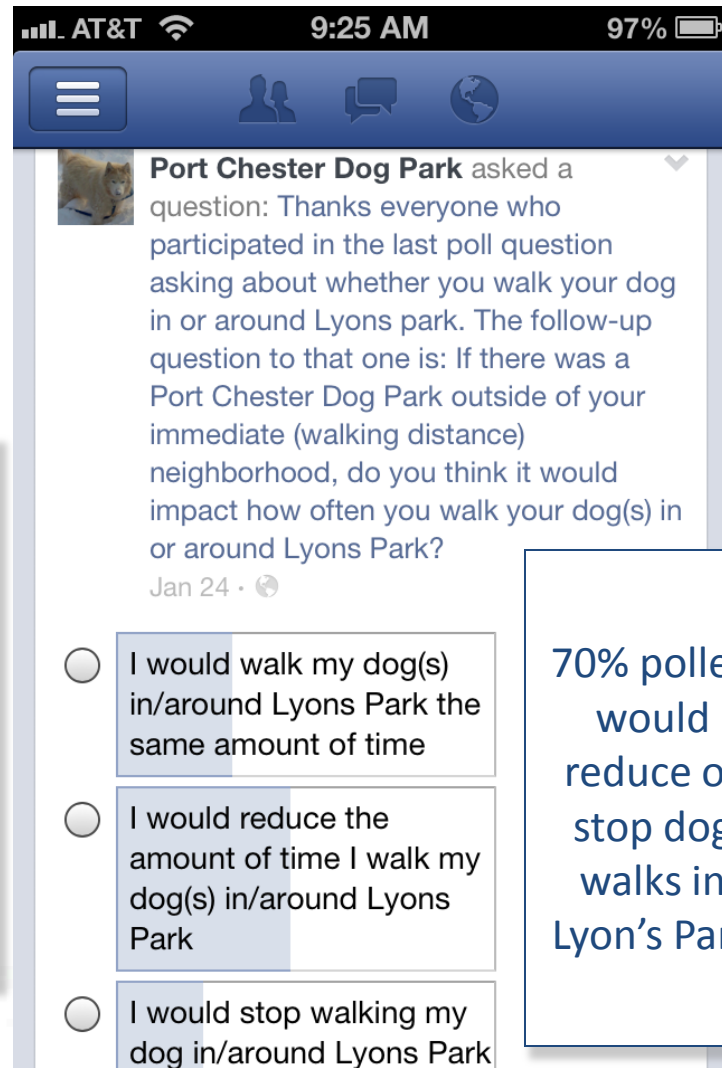 AT&T 9:25 AM 97%
Port Chester Dog Park asked a
question: Thanks everyone who
participated in the last poll question
asking about whether you walk your dog
in or around Lyons park. The follow-up
question to that one is: If there was a
Port Chester Dog Park outside of your
immediate (walking distance)
neighborhood, do you think it would
impact how often you walk your dog(s) in
or around Lyons Park?
Jan 24 ·
I would walk my dog(s)
in/around Lyons Park the
same amount of time
I would reduce the
amount of time I walk my
dog(s) in/around Lyons
Park
I would stop walking my
dog in/around Lyons Park
70%
would
reduce
stop
walks in
Lyon’s